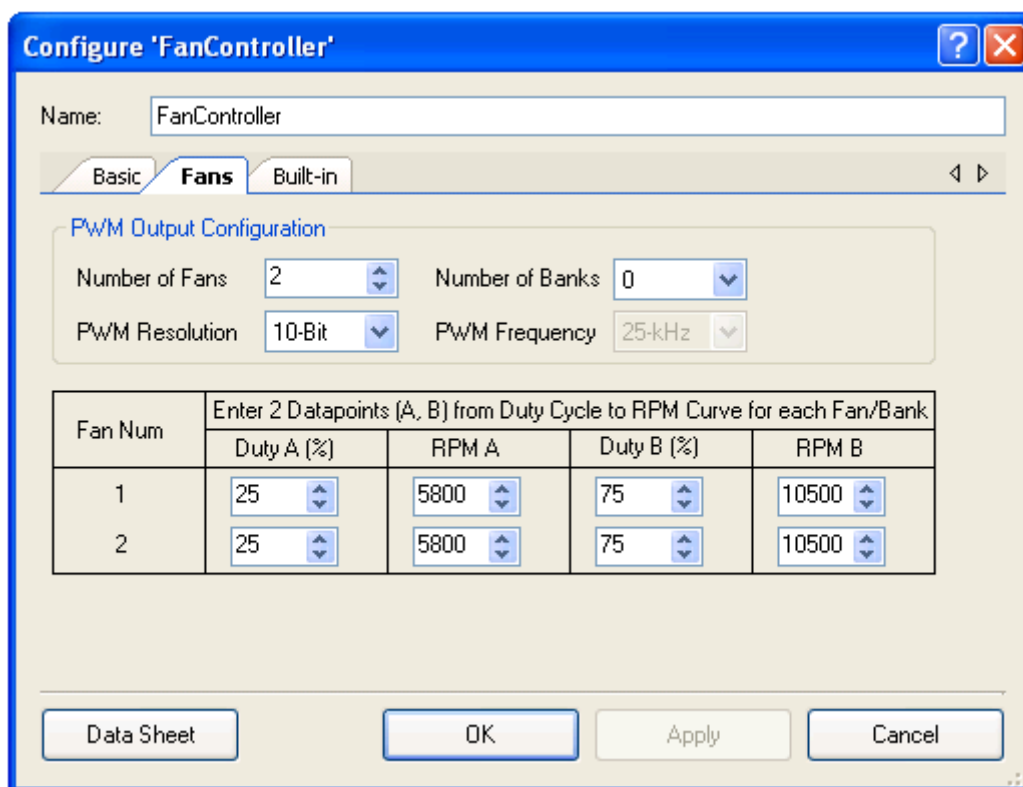 Configure 'FanController'
Name: FanController
Basic Fans Built-in
PWM Output Configuration
Number of Fans 2 Number of Banks 0
PWM Resolution 10-Bit PWM Frequency 25-kHz
Fan Num Enter 2 Datapoints (A, B) from Duty Cycle to RPM Curve for each Fan/Bank
Duty A (%) RPM A Duty B (%) RPM B
1 25 5800 75 10500
2 25 5800 75 10500
Data Sheet OK Apply Cancel